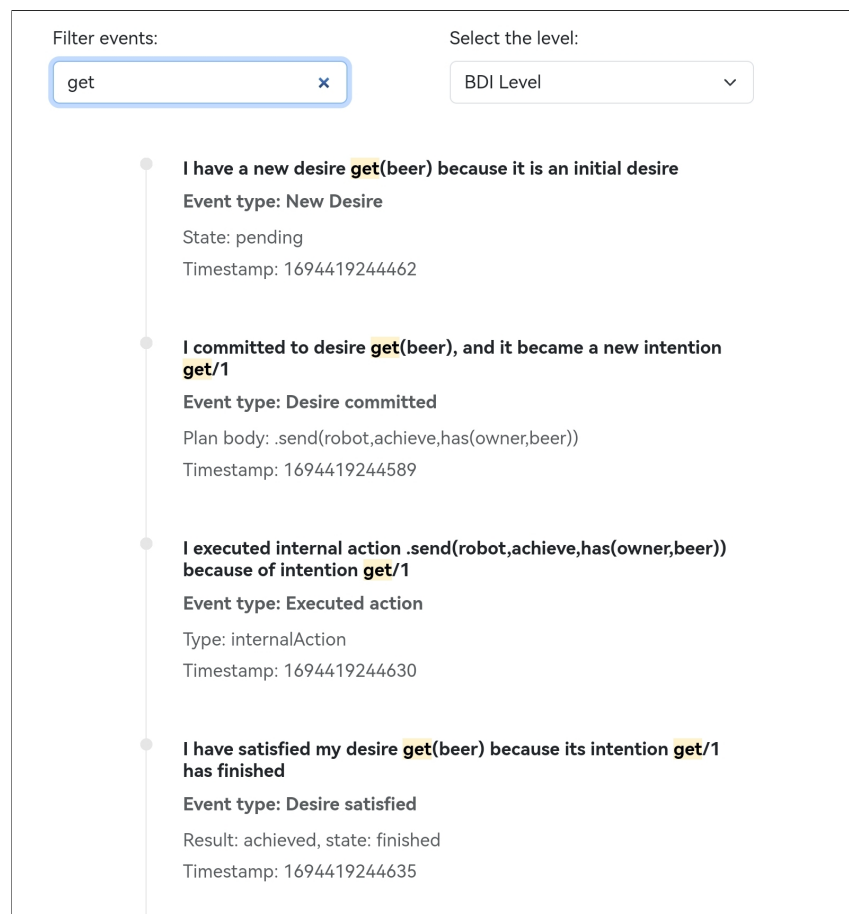 Filter events:
Select the level:
get ×
BDI Level
I have a new desire get(beer) because it is an initial desire
Event type: New Desire
State: pending
Timestamp: 1694419244462
I committed to desire get(beer), and it became a new intention
get/1
Event type: Desire committed
Plan body: .send(robot,achieve,has(owner,beer))
Timestamp: 1694419244589
I executed internal action .send(robot,achieve,has(owner,beer))
because of intention get/1
Event type: Executed action
Type: internalAction
Timestamp: 1694419244630
I have satisfied my desire get(beer) because its intention get/1
has finished
Event type: Desire satisfied
Result: achieved, state: finished
Timestamp: 1694419244635